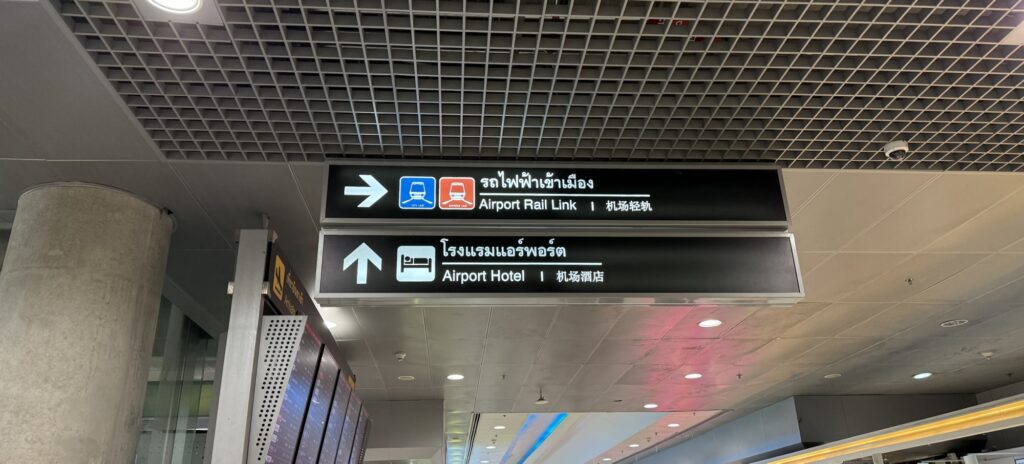 รถไฟฟ้าเข้าเมือง
Airport Rail Link | 机场轻轨
โรงแรมแอร์พอร์ต
Airport Hotel | 机场酒店